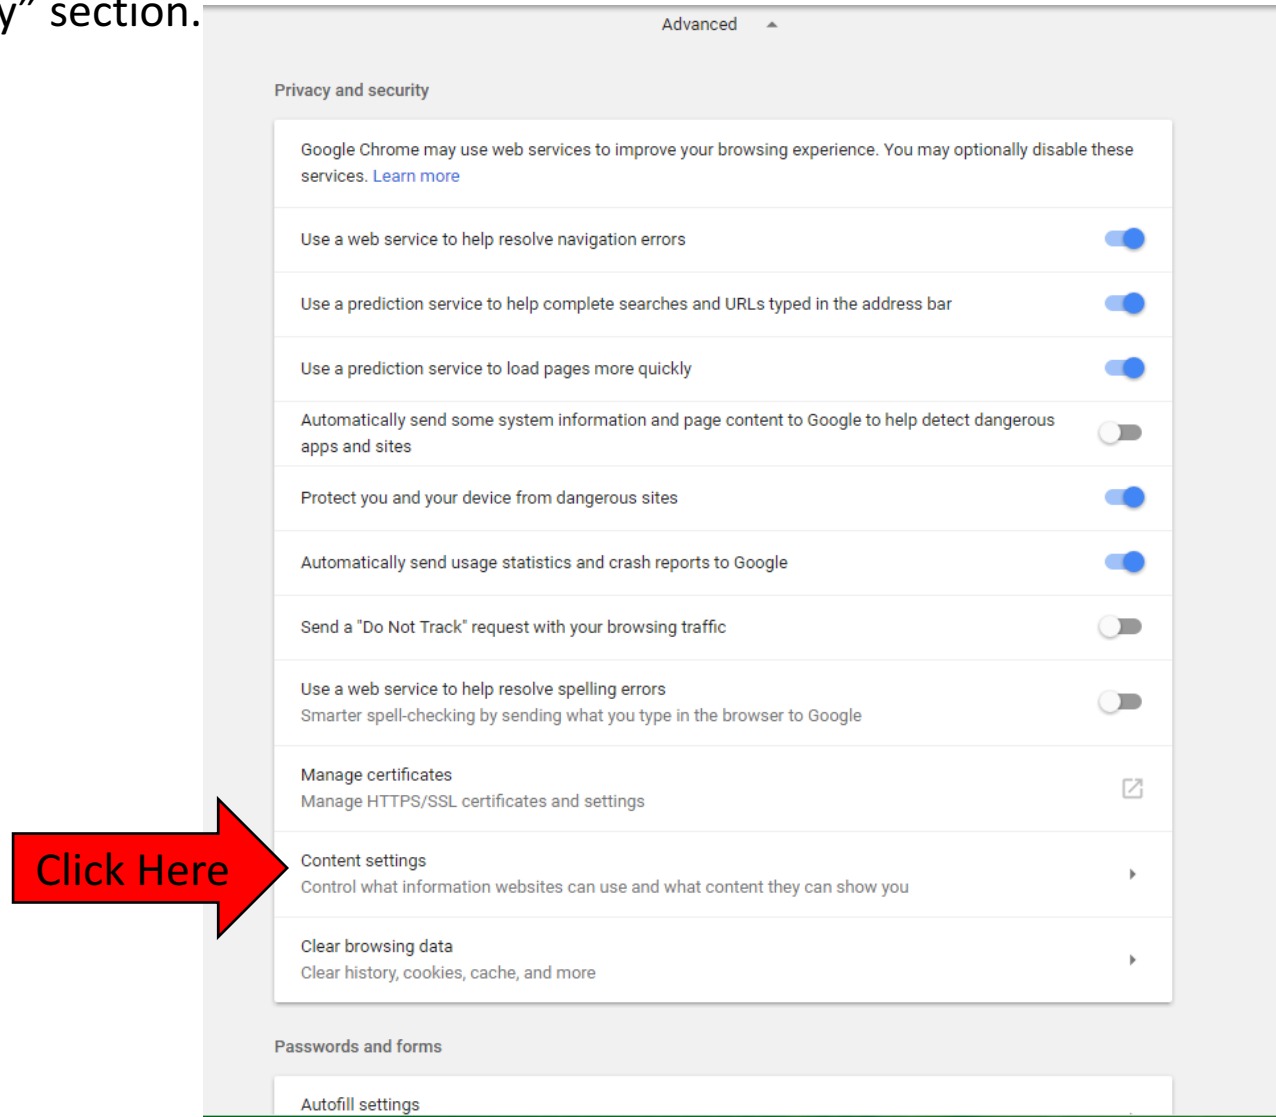 y” section.
Advanced
Privacy and security
Google Chrome may use web services to improve your browsing experience. You may optionally disable these
services. Learn more
Use a web service to help resolve navigation errors
Use a prediction service to help complete searches and URLs typed in the address bar
Use a prediction service to load pages more quickly
Automatically send some system information and page content to Google to help detect dangerous
apps and sites
Protect you and your device from dangerous sites
Automatically send usage statistics and crash reports to Google
Send a "Do Not Track" request with your browsing traffic
Use a web service to help resolve spelling errors
Smarter spell-checking by sending what you type in the browser to Google
Manage certificates
Manage HTTPS/SSL certificates and settings
Click Here
Content settings
Control what information websites can use and what content they can show you
Clear browsing data
Clear history, cookies, cache, and more
Passwords and forms
Autofill settings